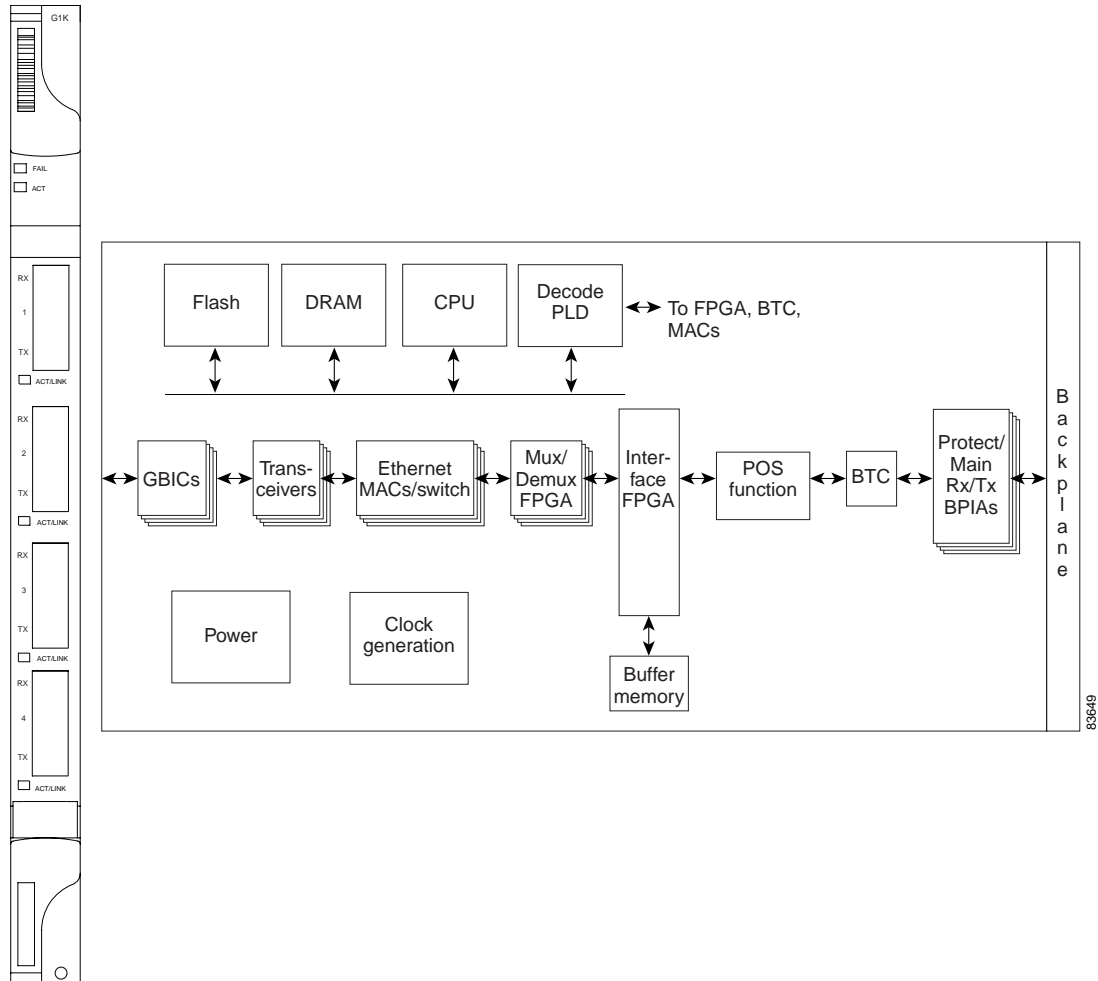 G1K
FAIL
ACT
RX
1
TX
ACT/LINK
RX
2
TX
ACT/LINK
RX
3
TX
ACT/LINK
RX
4
TX
ACT/LINK
Flash
DRAM
CPU
Decode
PLD
To FPGA, BTC,
MACs
GBICs
Trans-
ceivers
Ethernet
MACs/switch
Mux/
Demux
FPGA
Inter-
face
FPGA
POS
function
BTC
Protect/
Main
Rx/Tx
BPIAs
Backplane
Power
Clock
generation
Buffer
memory
83649